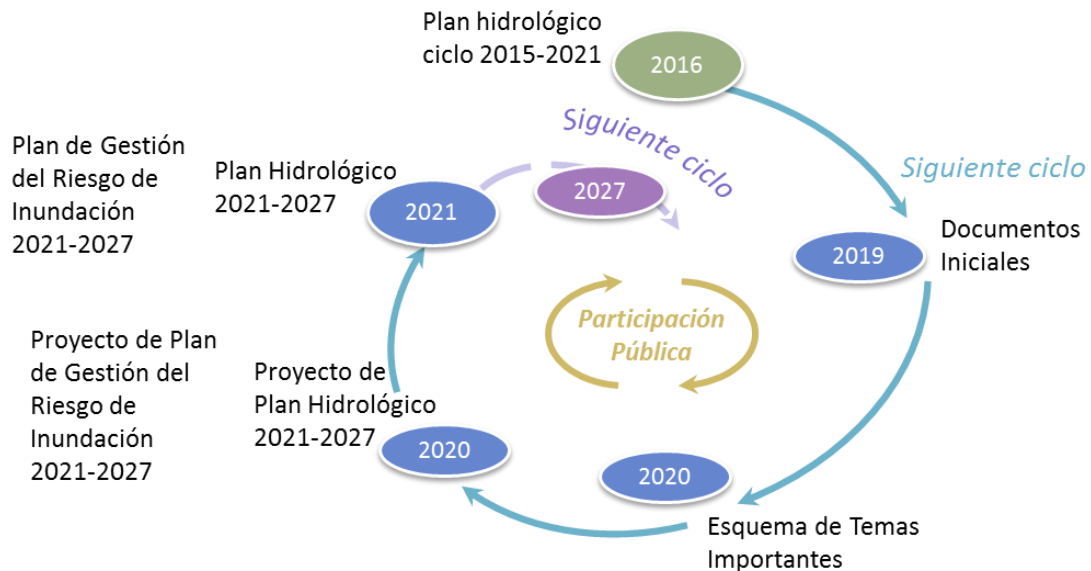 Plan hidrológico
ciclo 2015-2021
2016
Siguiente ciclo
Documentos
Iniciales
2019
Esquema de Temas
Importantes
2020
Proyecto de
Plan Hidrológico
2021-2027
2020
Proyecto de Plan
de Gestión del
Riesgo de
Inundación
2021-2027
Plan Hidrológico
2021-2027
2021
Plan de Gestión
del Riesgo de
Inundación
2021-2027
Siguiente ciclo
2027
Participación
Pública